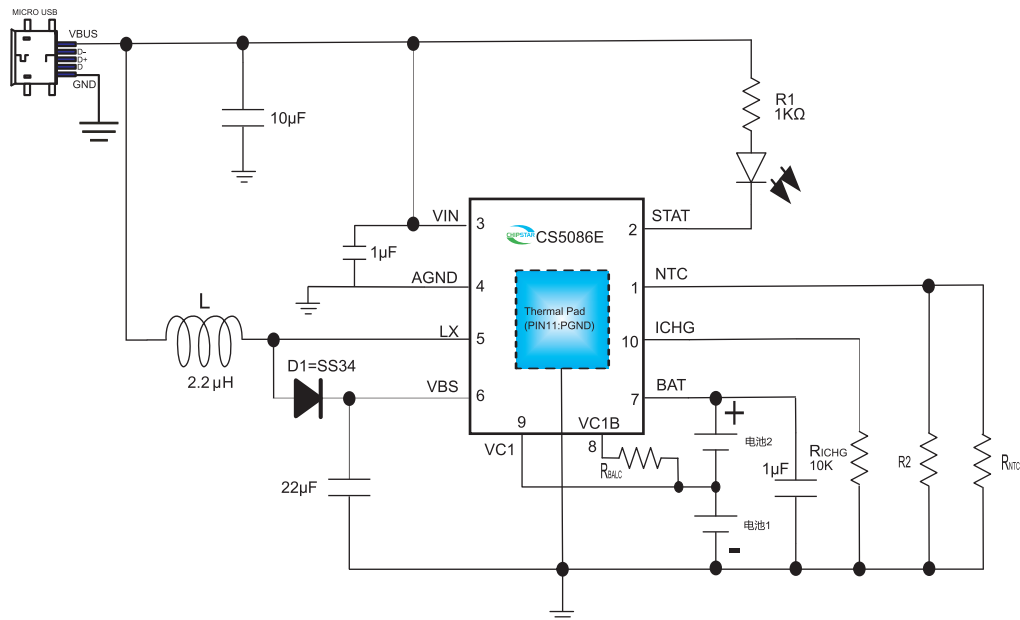 MICRO USB
VBUS
D-
D+
D
GND
10µF
R1
1KΩ
VIN
3
CHIPSTAR
CS5086E
STAT
2
1µF
AGND
4
NTC
1
Thermal Pad
(PIN11:PGND)
L
2.2µH
LX
5
ICHG
10
D1=SS34
VBS
6
BAT
7
9
VC1
VC1B
8
RBALC
+
电池2
22µF
1µF
RICHG
10K
R2
RNTC
电池1
-